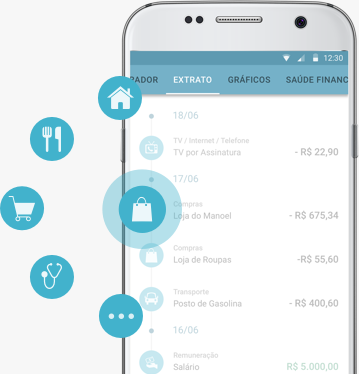 12:30
RADOR EXTRATO GRÁFICOS SAÚDE FINANC
18/06
TV / Internet / Telefone
TV por Assinatura - R$ 22,90
17/06
Compras
Loja do Manoel - R$ 675,34
Compras
Loja de Roupas -R$ 55,60
Transporte
Posto de Gasolina - R$ 400,60
16/06
Remuneração
Salário R$ 5.000,00